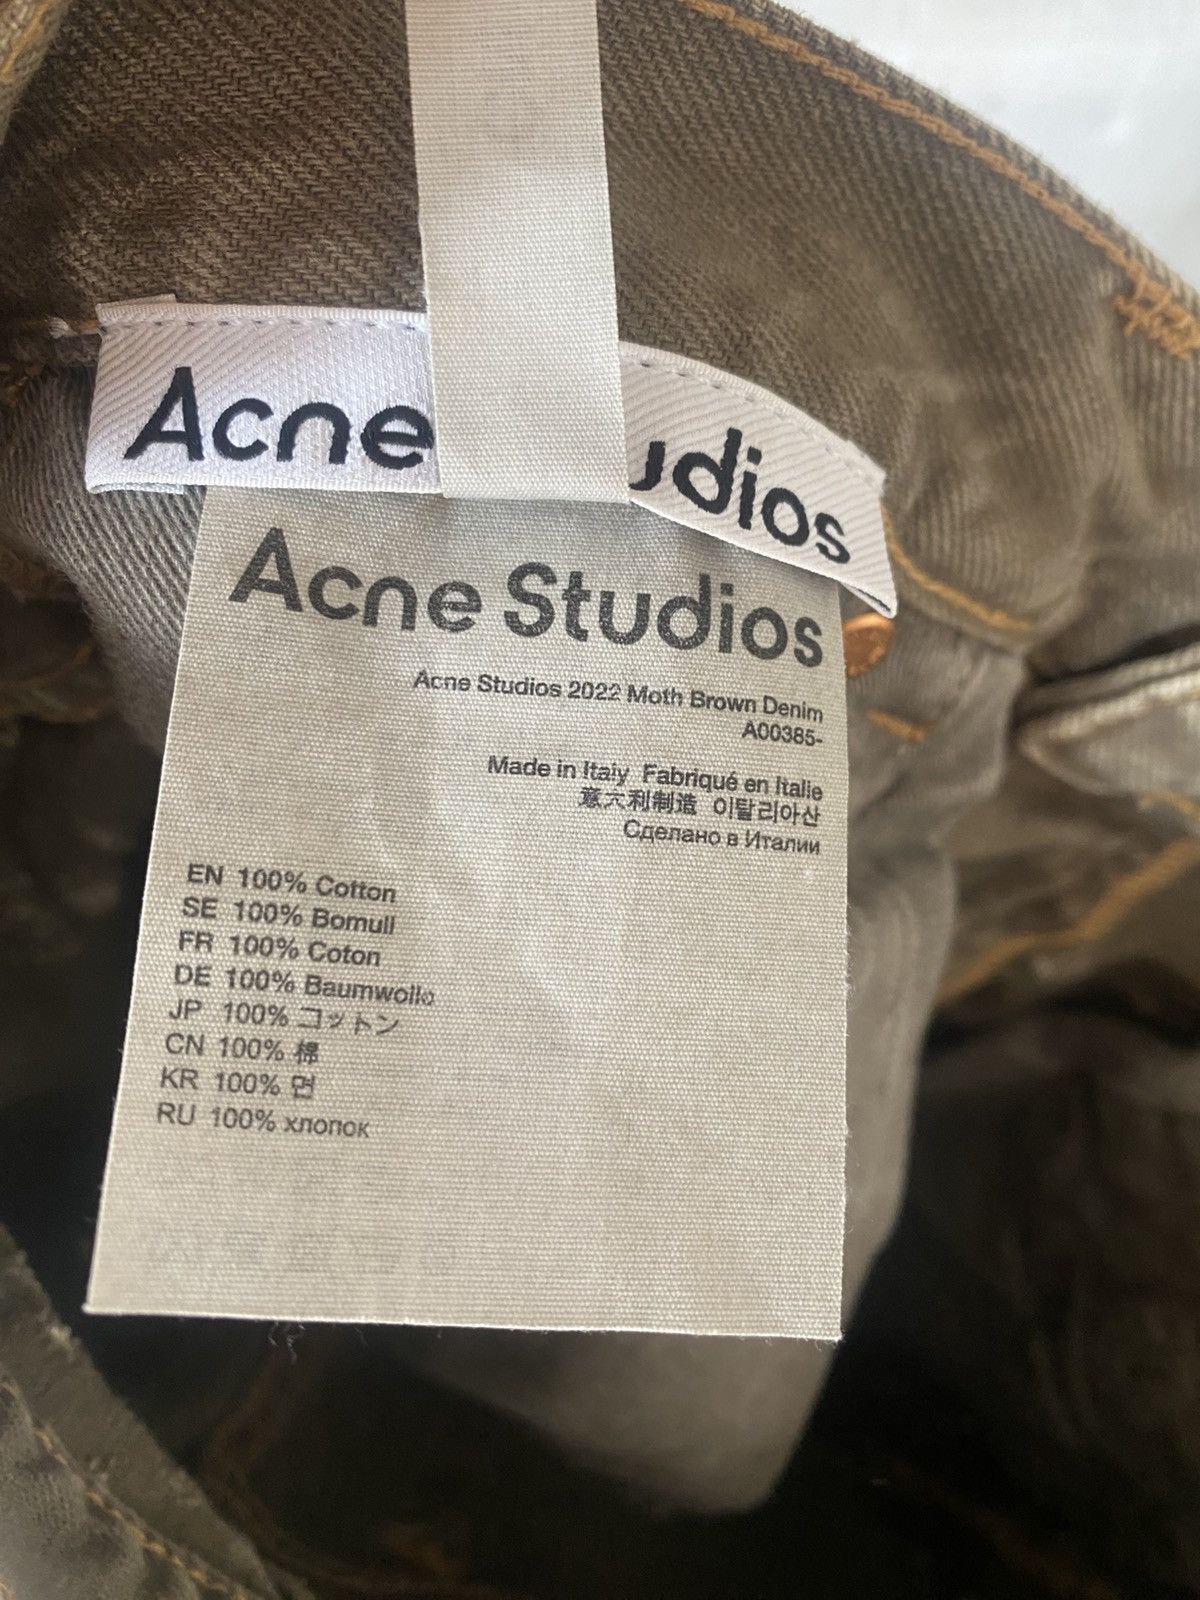 Acne Studios
Acne Studios
Acne Studios 2022 Moth Brown Denim
A00385-
Made in Italy Fabriqué en Italie
意大利制造 이탈리아산
Сделано в Италии
EN 100% Cotton
SE 100% Bomull
FR 100% Coton
DE 100% Baumwolle
JP 100% コットン
CN 100% 棉
KR 100% 면
RU 100% хлопок